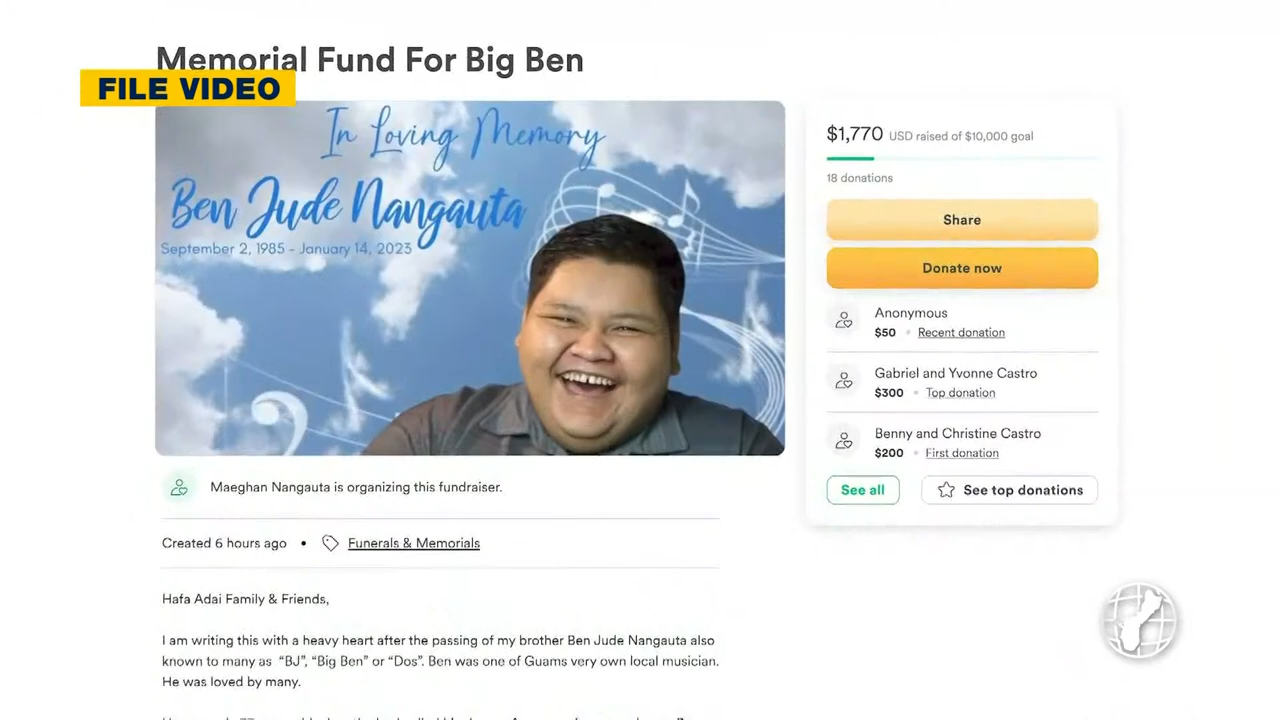 Memorial Fund For Big Ben
FILE VIDEO
In Loving Memory
Ben Jude Nangauta
September 2, 1985 - January 14, 2023
$1,770 USD raised of $10,000 goal
18 donations
Share
Donate now
Anonymous
$50 • Recent donation
Gabriel and Yvonne Castro
$300 • Top donation
Benny and Christine Castro
$200 • First donation
See all
See top donations
Maeghan Nangauta is organizing this fundraiser.
Created 6 hours ago • Funerals & Memorials
Hafa Adai Family & Friends,
I am writing this with a heavy heart after the passing of my brother Ben Jude Nangauta also
known to many as “BJ”, “Big Ben” or “Dos”. Ben was one of Guams very own local musician.
He was loved by many.